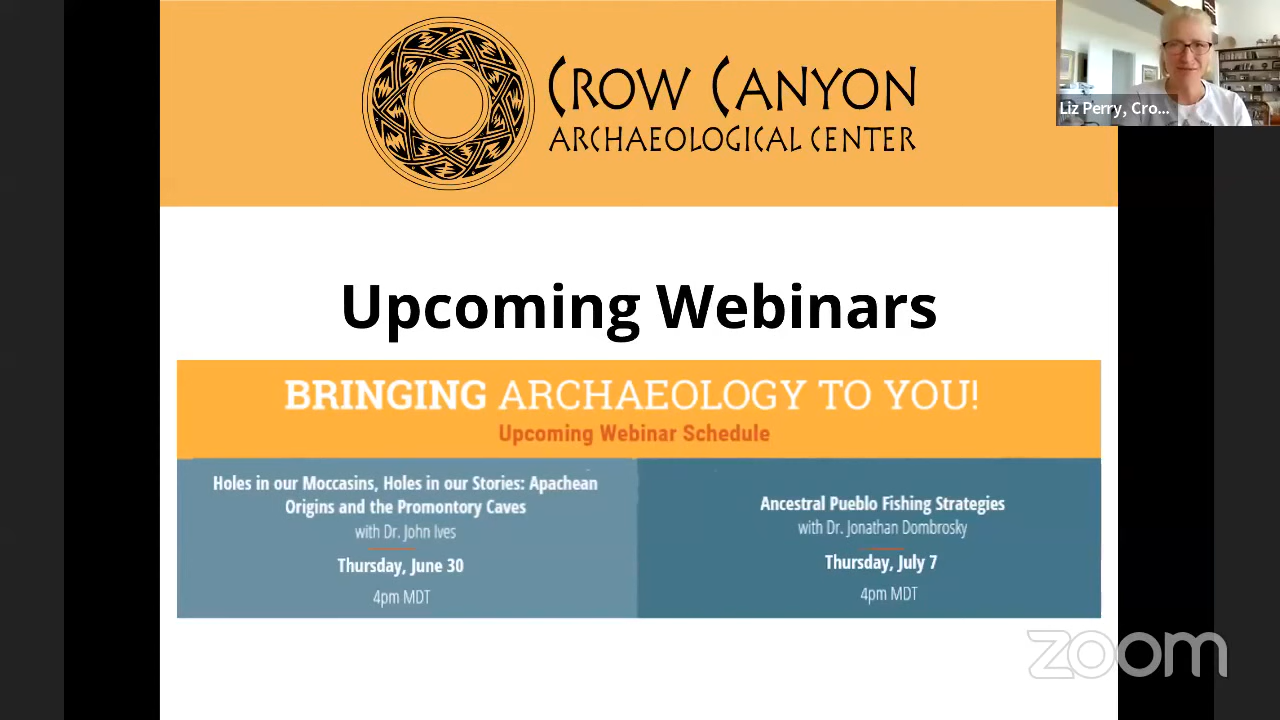 CROW CANYON
ARCHAEOLOGICAL CENTER
Liz Perry, Cro...
Upcoming Webinars
BRINGING ARCHAEOLOGY TO YOU!
Upcoming Webinar Schedule
Holes in our Moccasins, Holes in our Stories: Apachean
Origins and the Promontory Caves
with Dr. John Ives
Thursday, June 30
4pm MDT
Ancestral Pueblo Fishing Strategies
with Dr. Jonathan Dombrosky
Thursday, July 7
4pm MDT
zoom